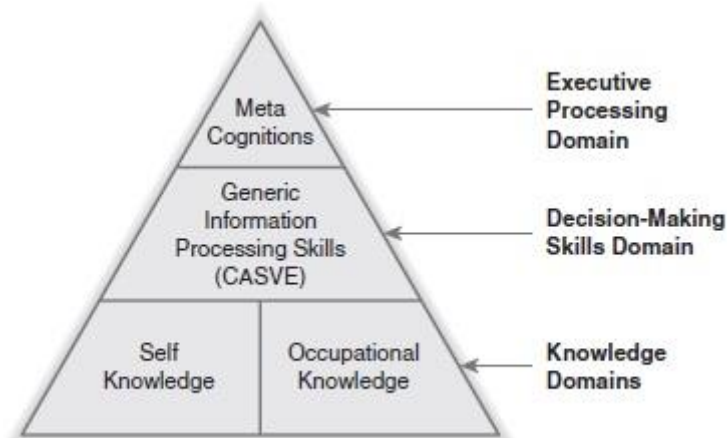 Meta
Cognitions
Executive
Processing
Domain
Generic
Information
Processing Skills
(CASVE)
Decision-Making
Skills Domain
Self
Knowledge
Occupational
Knowledge
Knowledge
Domains